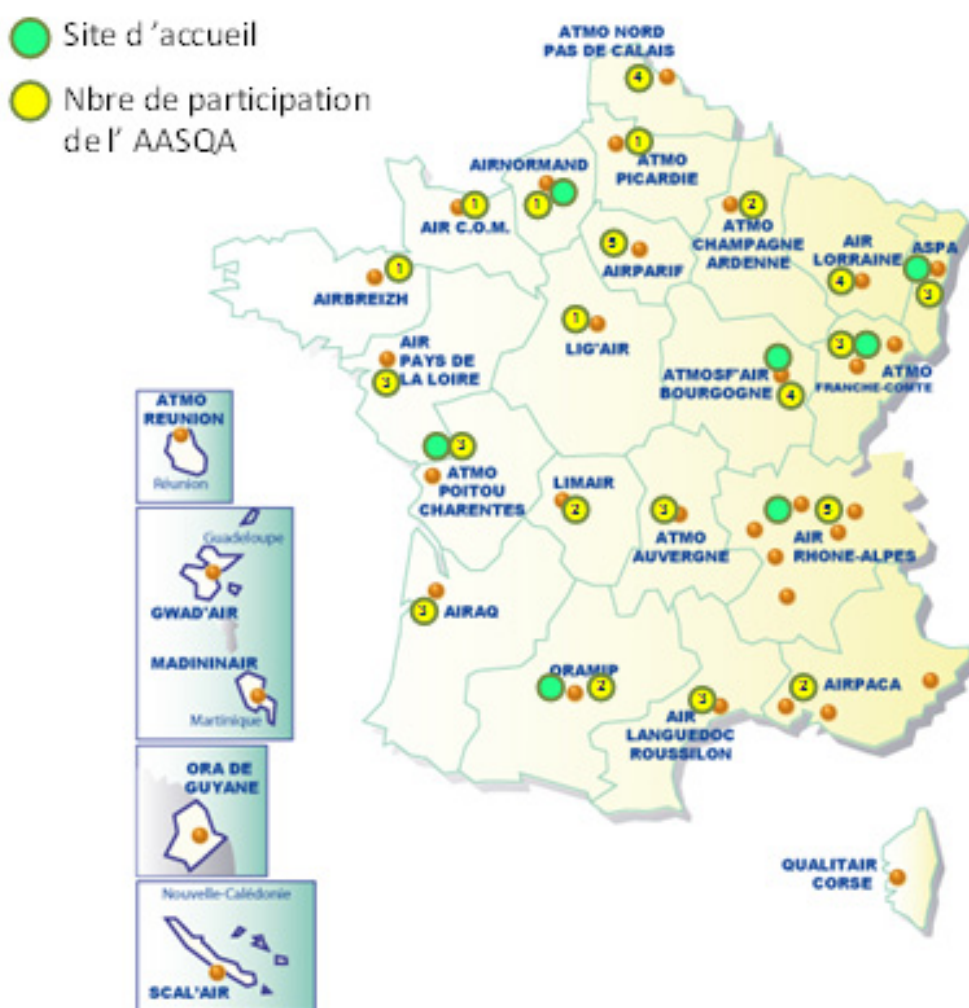 Site d ’accueil
Nbre de participation
de l’ AASQA
ATMO NORD
PAS DE CALAIS
4
1
ATMO
PICARDIE
AIRNORMAND
1
1
AIR C.O.M.
2
ATMO
CHAMPAGNE
ARDENNE
5
AIRPARIF
AIR
LORRAINE
4
ASPA
3
1
AIRBREIZH
1
LIG'AIR
AIR
PAYS DE
LA LOIRE
3
ATMOSF'AIR
BOURGOGNE
4
3
ATMO
FRANCHE-COMTE
ATMO
REUNION
Réunion
3
ATMO
POITOU
CHARENTES
LIMAIR
2
3
ATMO
AUVERGNE
5
AIR
RHONE-ALPES
Guadeloupe
GWAD'AIR
MADININAIR
Martinique
3
AIRAQ
ORAMIP
2
3
AIR
LANGUEDOC
ROUSSILON
2
AIRPACA
ORA DE
GUYANE
QUALITAIR
CORSE
Nouvelle-Calédonie
SCAL'AIR